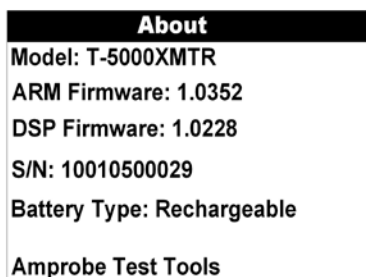 About
Model: T-5000XMTR
ARM Firmware: 1.0352
DSP Firmware: 1.0228
S/N: 10010500029
Battery Type: Rechargeable
Amprobe Test Tools